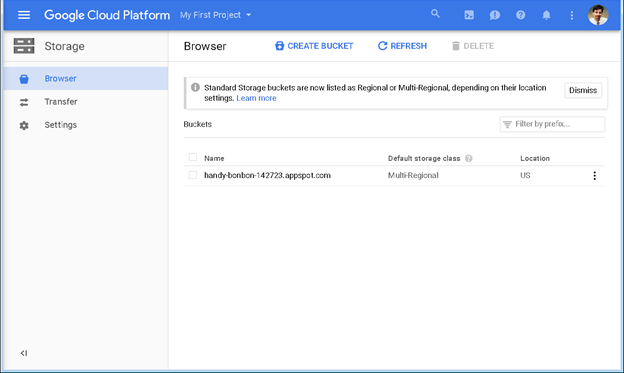 Google Cloud Platform My First Project
Storage
Browser CREATE BUCKET REFRESH DELETE
Browser
Transfer
Settings
Standard Storage buckets are now listed as Regional or Multi-Regional, depending on their location
settings. Learn more
Dismiss
Buckets
Filter by prefix...
Name Default storage class Location
handy-bonbon-142723.appspot.com Multi-Regional US